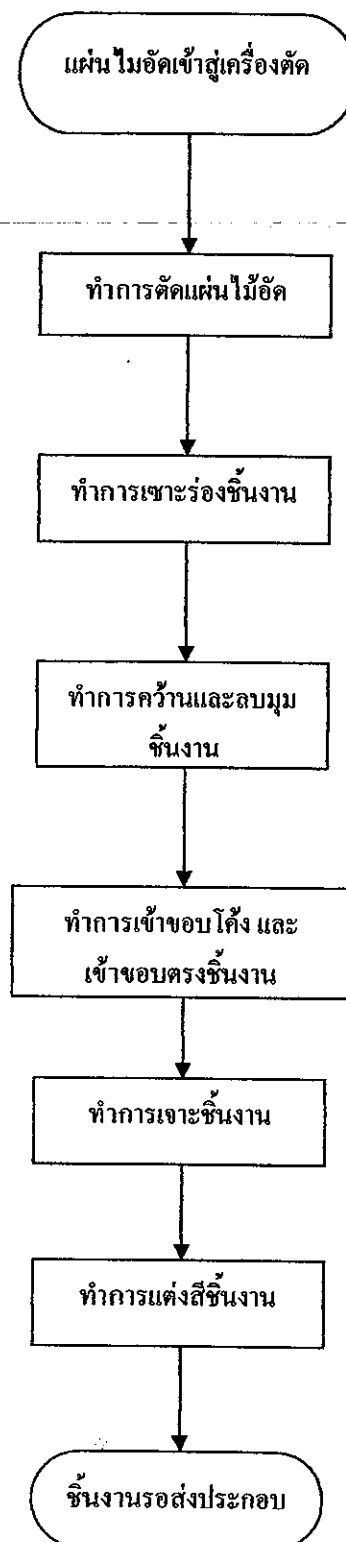 แผ่นไมอัดเข้าสู่เครื่องตัด
ทำการตัดแผ่นไม้อัด
ทำการเซาะร่องชิ้นงาน
ทำการคว้านและลบมุม
ชิ้นงาน
ทำการเข้าขอบโค้ง และ
เข้าขอบตรงชิ้นงาน
ทำการเจาะชิ้นงาน
ทำการแต่งสีชิ้นงาน
ชิ้นงานรอส่งประกอบ